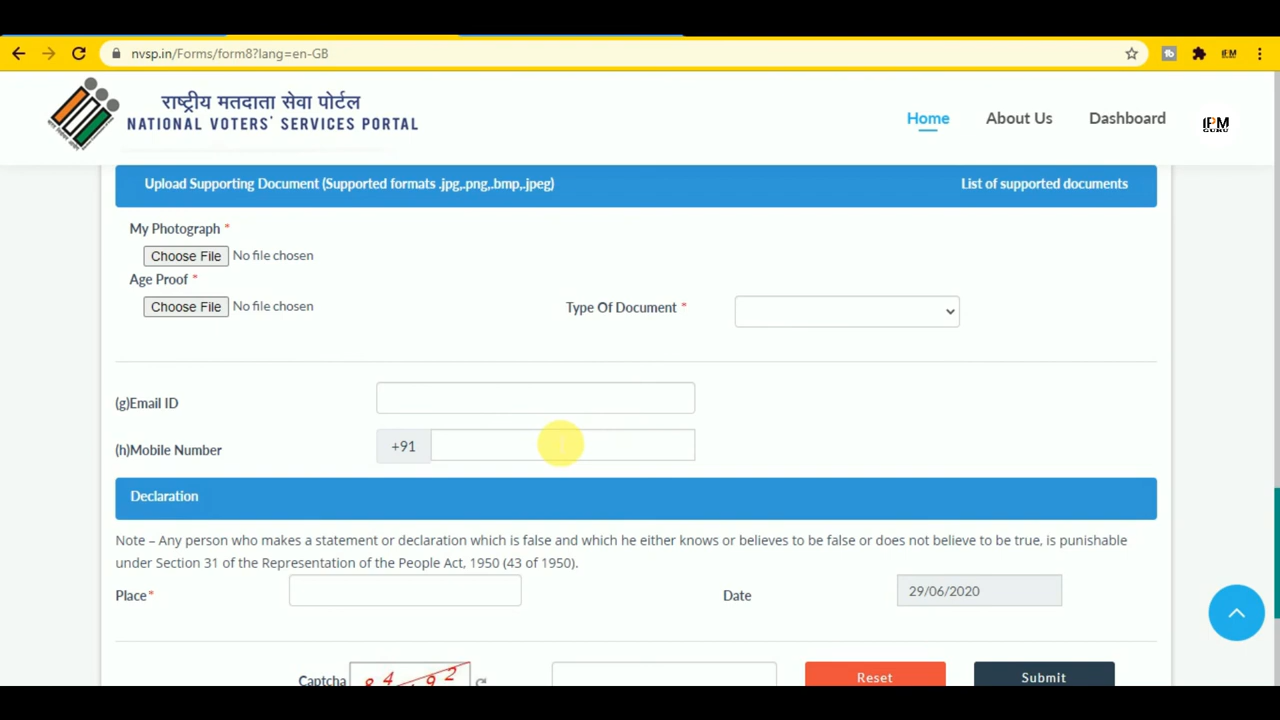 nvsp.in/Forms/form8?lang=en-GB
IPM
राष्ट्रीय मतदाता सेवा पोर्टल
NATIONAL VOTERS' SERVICES PORTAL
Home
About Us
Dashboard
IPM
GURU
Upload Supporting Document (Supported formats .jpg,.png,.bmp,.jpeg)
List of supported documents
My Photograph *
Choose File No file chosen
Age Proof *
Choose File No file chosen
Type Of Document *
(g)Email ID
(h)Mobile Number
+91
Declaration
Note – Any person who makes a statement or declaration which is false and which he either knows or believes to be false or does not believe to be true, is punishable
under Section 31 of the Representation of the People Act, 1950 (43 of 1950).
Place*
Date
29/06/2020
Captcha
Reset
Submit